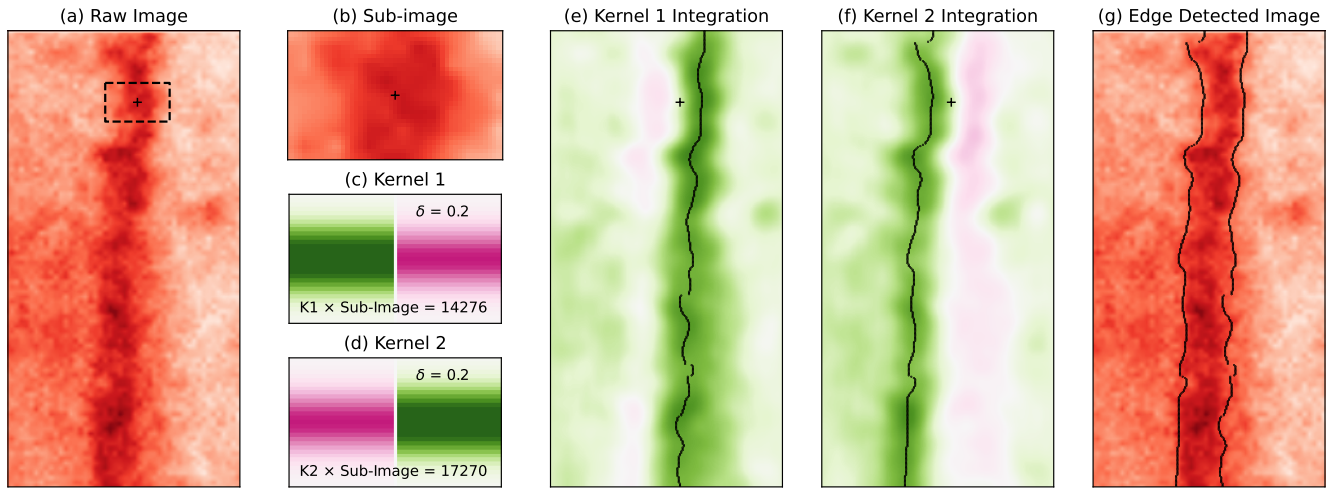 (a) Raw Image
(b) Sub-image
(c) Kernel 1
δ = 0.2
K1 × Sub-Image = 14276
(d) Kernel 2
δ = 0.2
K2 × Sub-Image = 17270
(e) Kernel 1 Integration
(f) Kernel 2 Integration
(g) Edge Detected Image